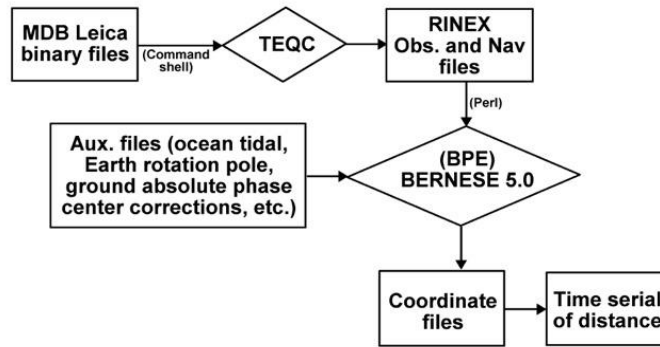 MDB Leica
binary files
(Command
shell)
TEQC
RINEX
Obs. and Nav
files
(Perl)
Aux. files (ocean tidal,
Earth rotation pole,
ground absolute phase
center corrections, etc.)
(BPE)
BERNESE 5.0
Coordinate
files
Time serial
of distance